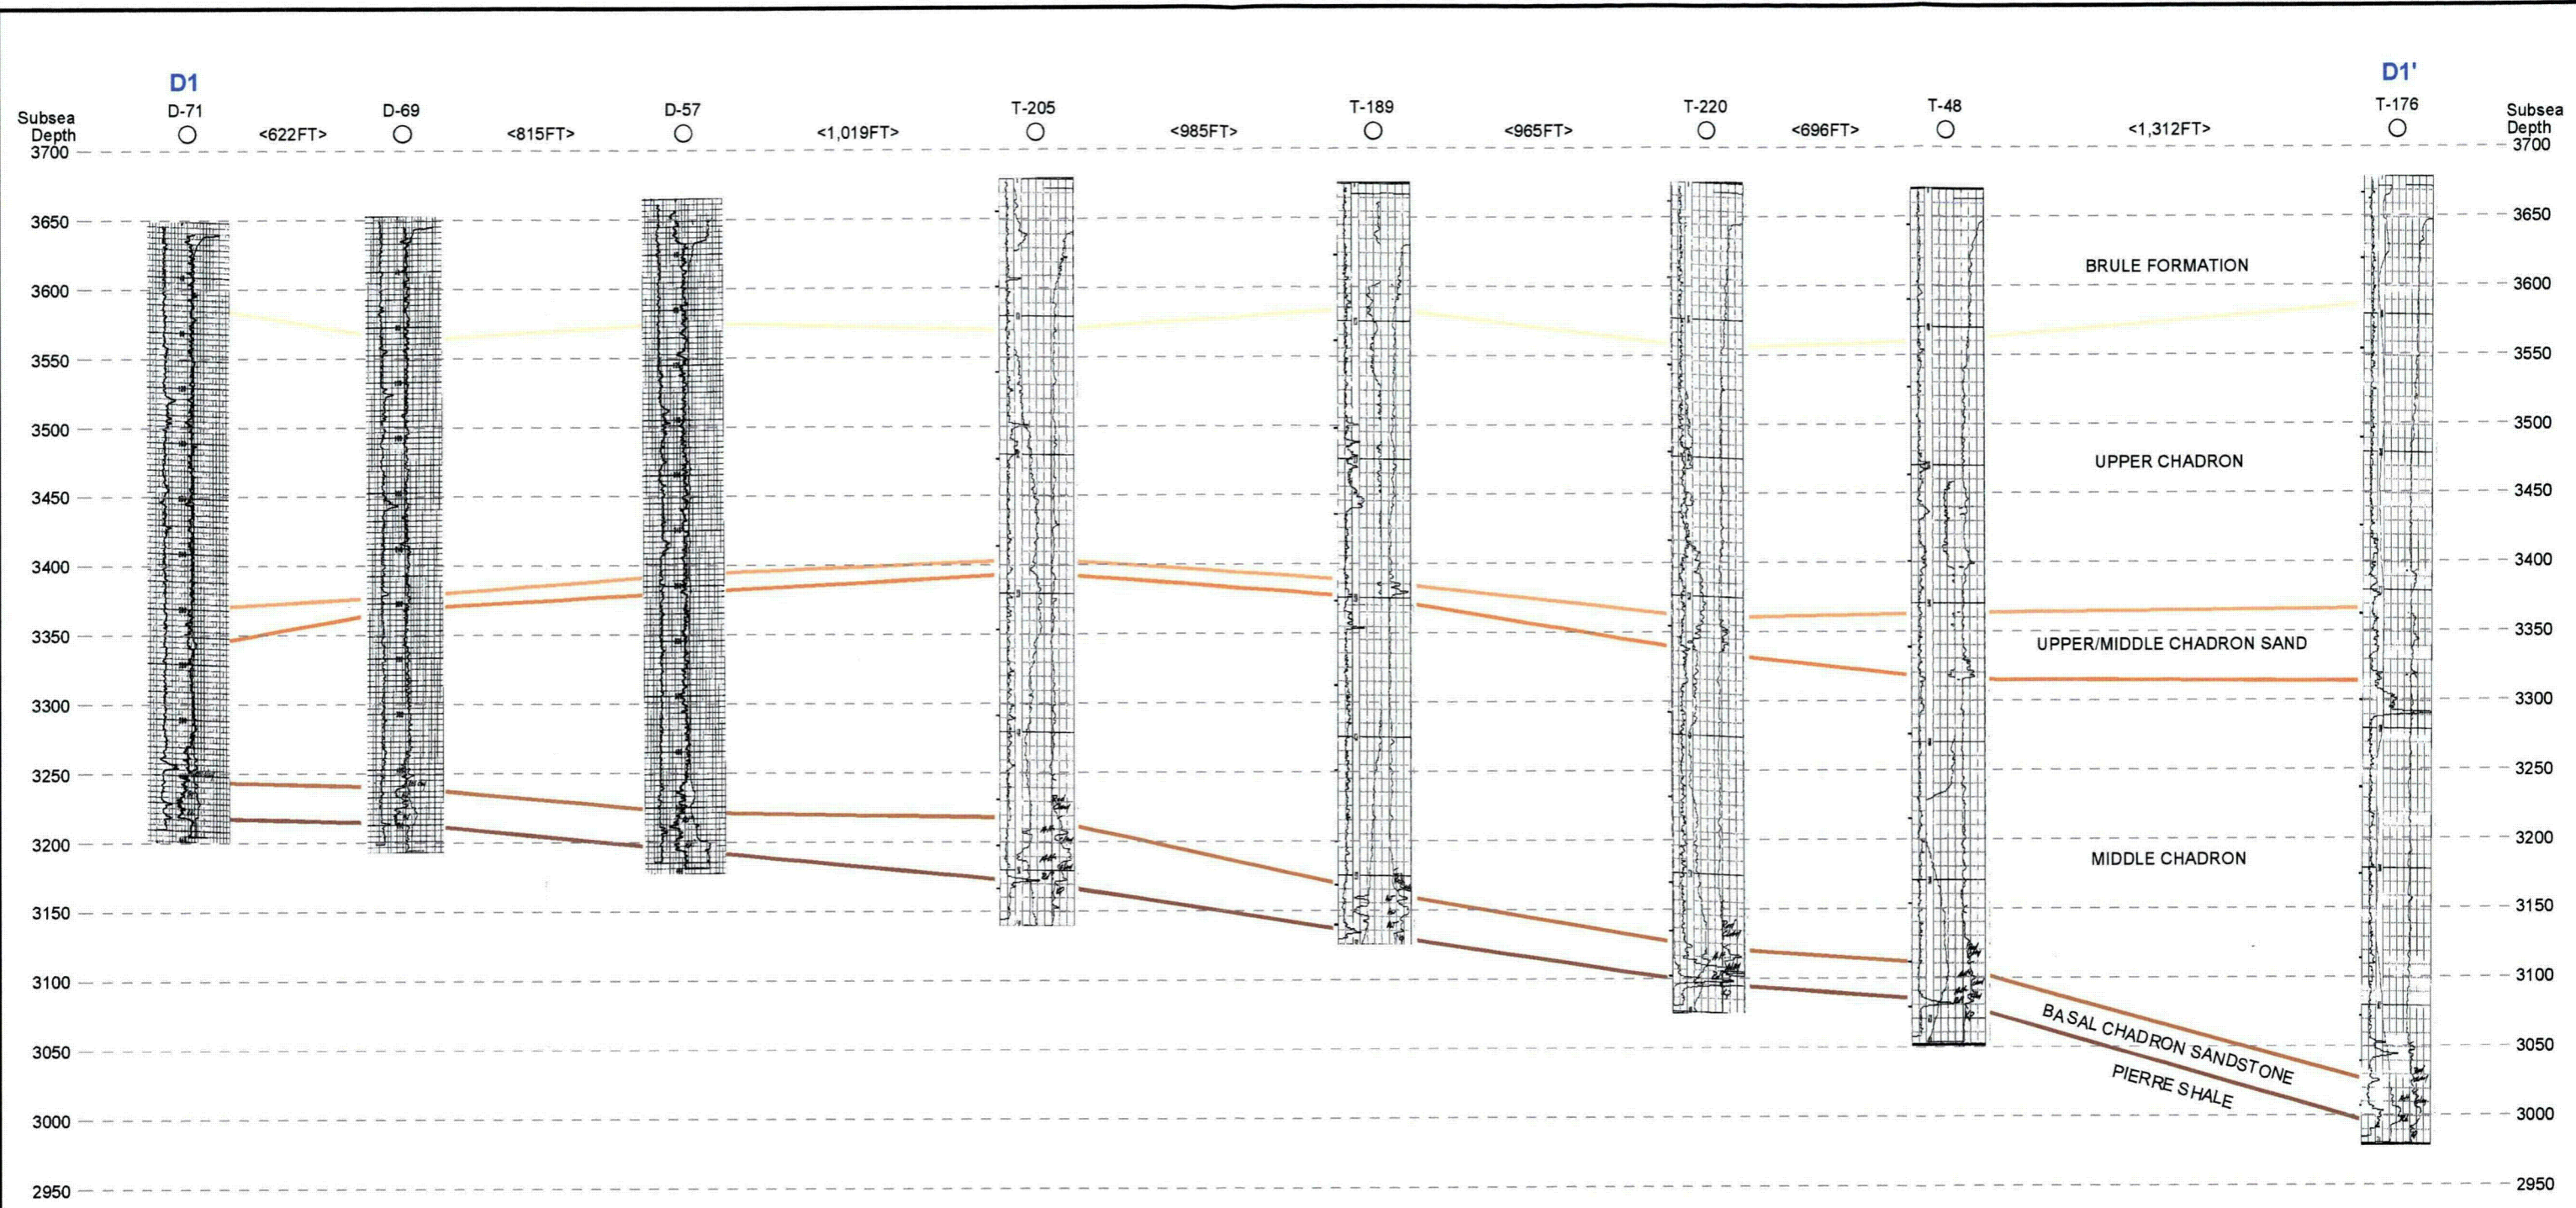 D1
D1'
D-71
D-69
D-57
T-205
T-189
T-220
T-48
T-176
Subsea
Depth
<622FT>
<815FT>
<1,019FT>
<985FT>
<965FT>
<696FT>
<1,312FT>
Subsea
Depth
3700
3700
3650
3650
BRULE FORMATION
3600
3600
3550
3550
3500
3500
UPPER CHADRON
3450
3450
3400
3400
3350
3350
UPPER/MIDDLE CHADRON SAND
3300
3300
3250
3250
3200
3200
MIDDLE CHADRON
3150
3150
3100
3100
BASAL CHADRON SANDSTONE
3050
3050
PIERRE SHALE
3000
3000
2950
2950